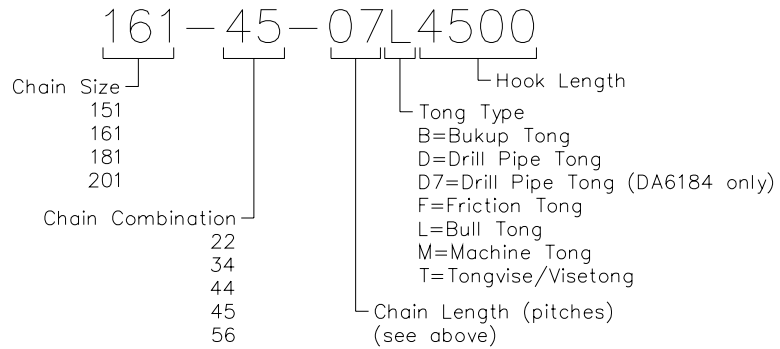 161-45-07L4500
Chain Size
151
161
181
201
Chain Combination
22
34
44
45
56
Hook Length
Tong Type
B=Bukup Tong
D=Drill Pipe Tong
D7=Drill Pipe Tong (DA6184 only)
F=Friction Tong
L=Bull Tong
M=Machine Tong
T=Tongvise/Visetong
Chain Length (pitches)
(see above)